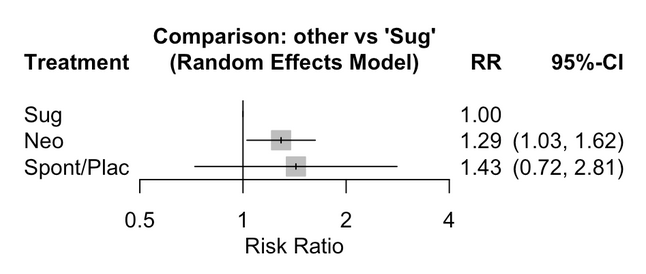 Comparison: other vs 'Sug'
Treatment (Random Effects Model) RR 95%-CI
Sug 1.00
Neo 1.29 (1.03, 1.62)
Spont/Plac 1.43 (0.72, 2.81)
0.5 1 2 4
Risk Ratio